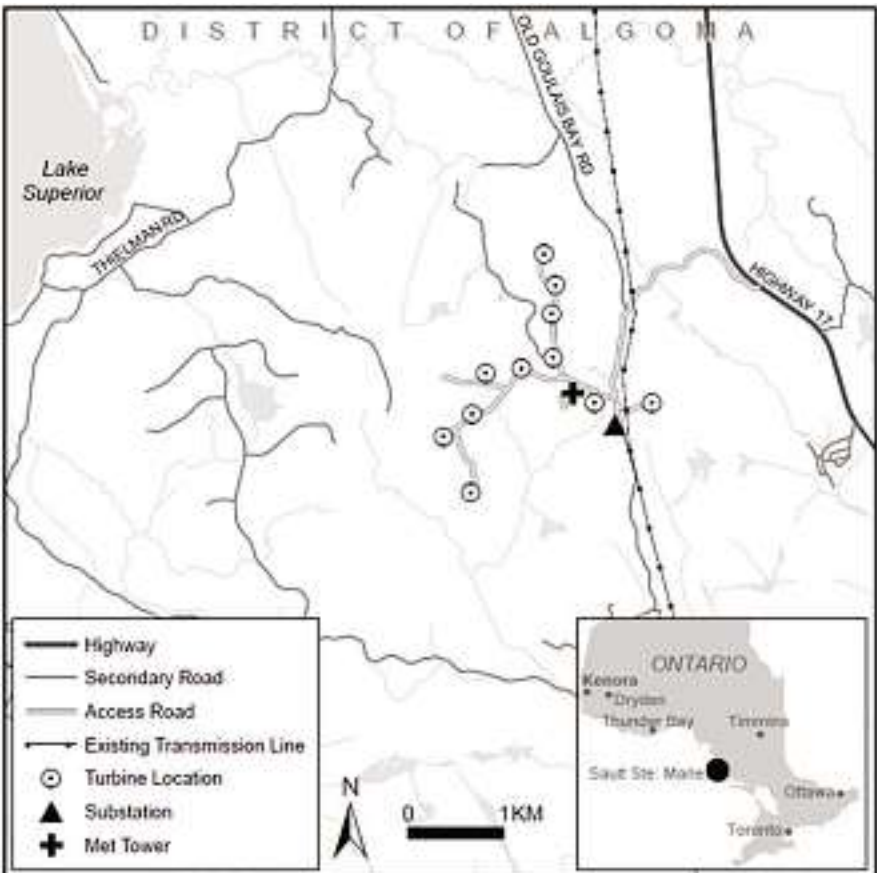 DISTRICT OF ALGOMA
OLD GOULAIS BAY RD
Lake
Superior
THIELMAN RD
HIGHWAY 17
Highway
Secondary Road
Access Road
Existing Transmission Line
Turbine Location
Substation
Met Tower
N
0 1KM
ONTARIO
Kenora
Dryden
Thunder Bay
Timmins
Sault Ste. Marie
Ottawa
Toronto